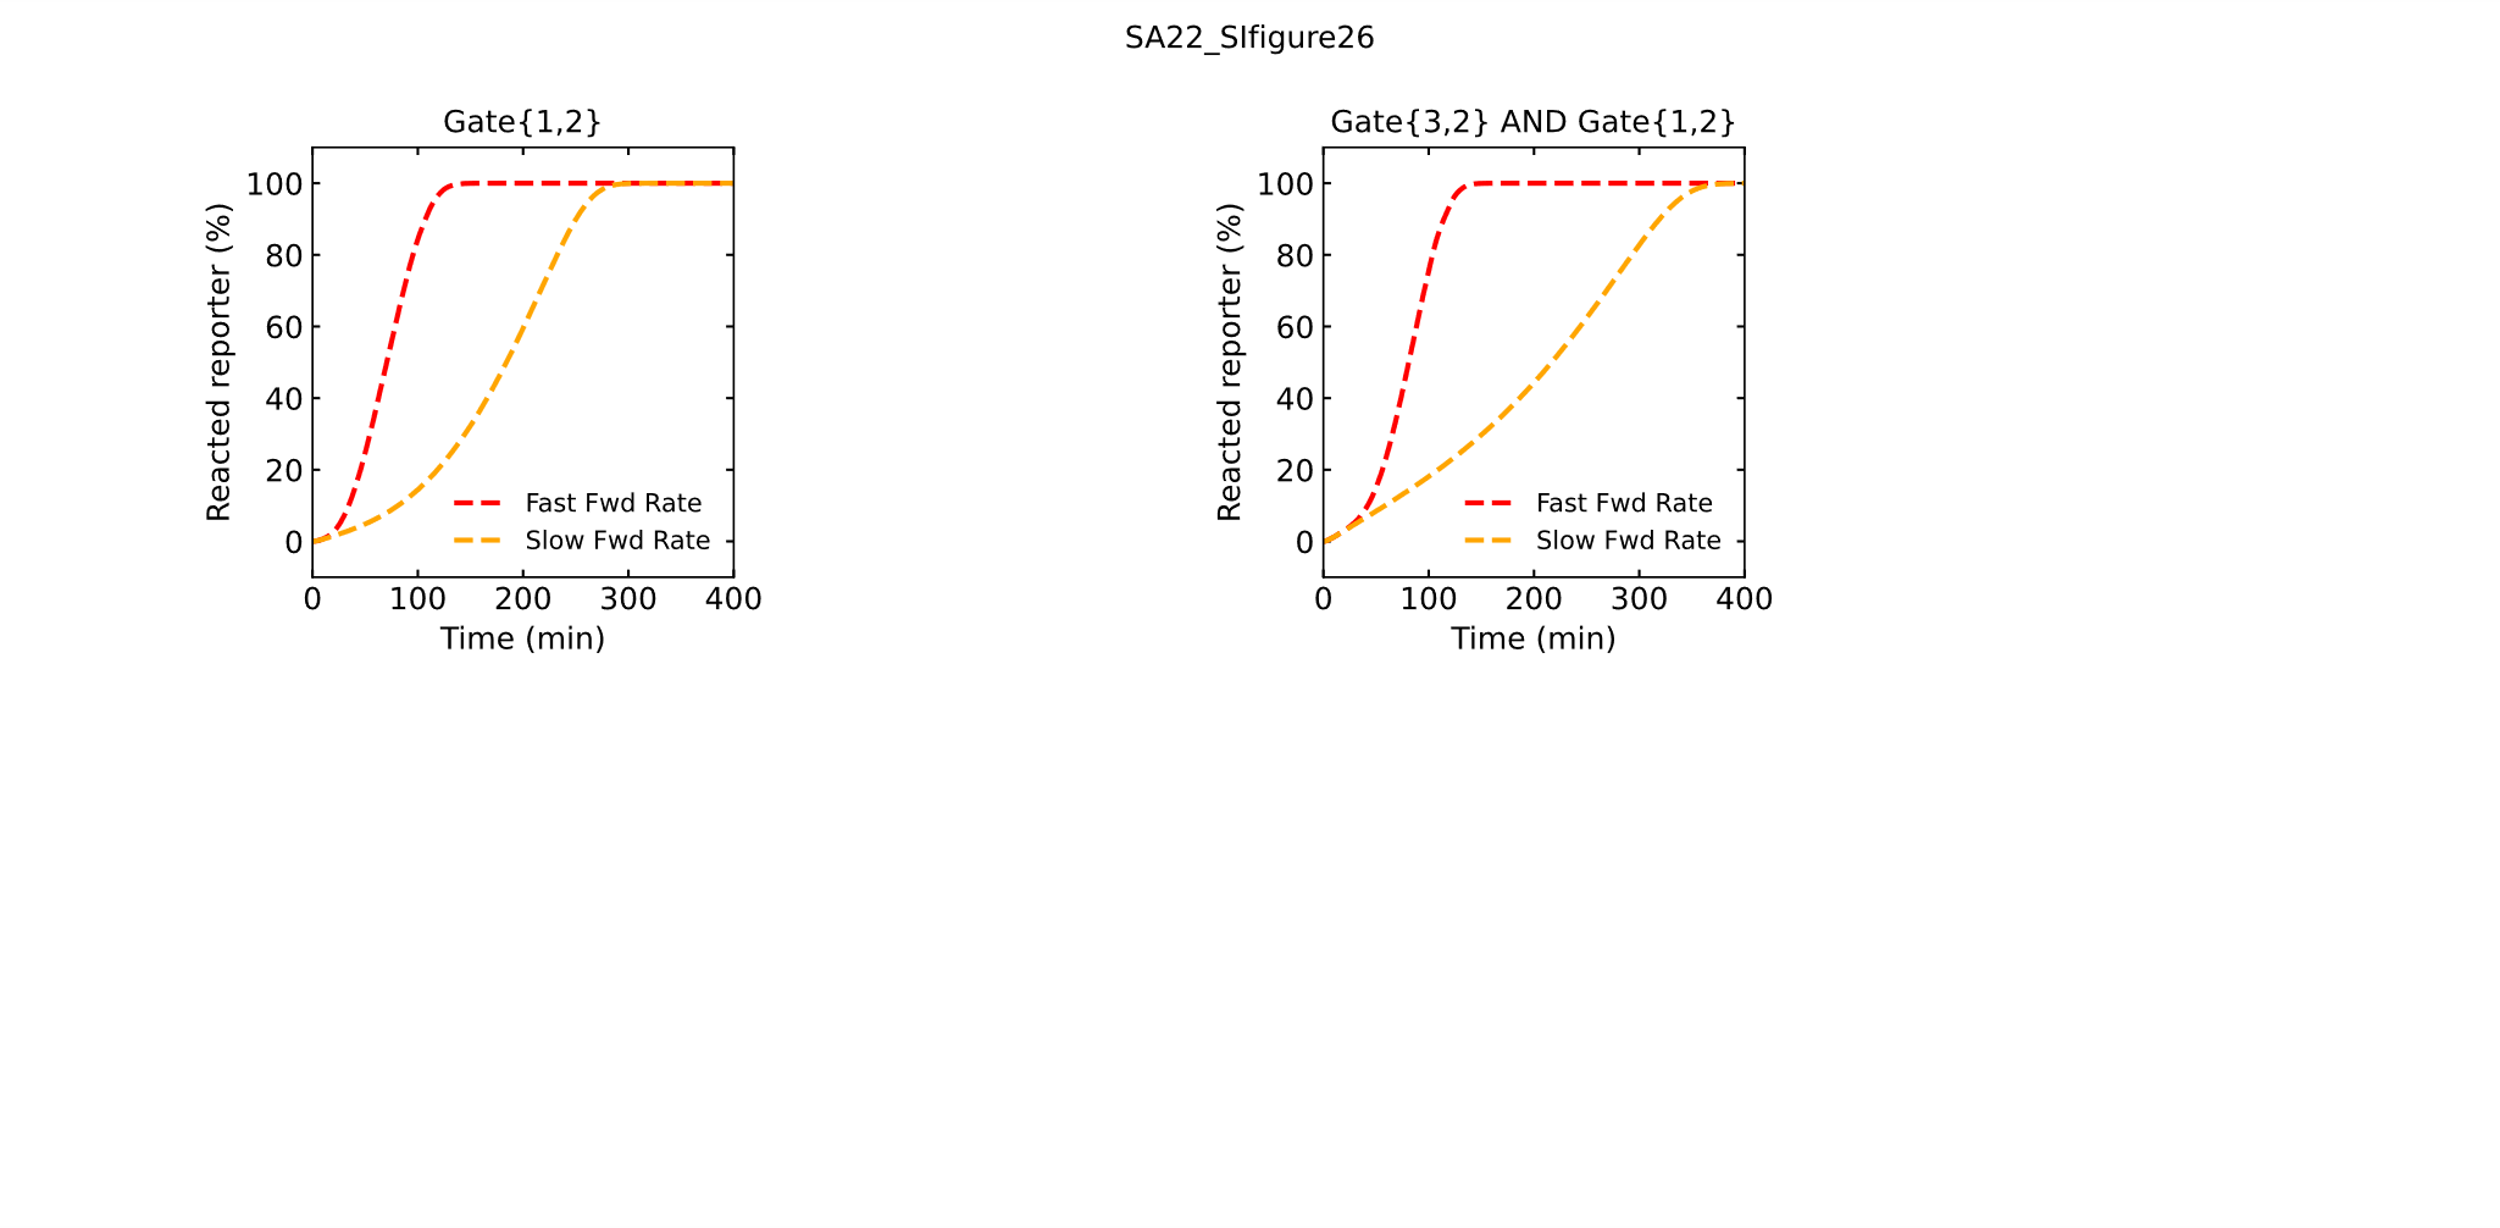 SA22_SIfigure26
Gate{1,2}
Reacted reporter (%)
100
80
60
40
20
0
Fast Fwd Rate
Slow Fwd Rate
0 100 200 300 400
Time (min)
Gate{3,2} AND Gate{1,2}
Reacted reporter (%)
100
80
60
40
20
0
Fast Fwd Rate
Slow Fwd Rate
0 100 200 300 400
Time (min)